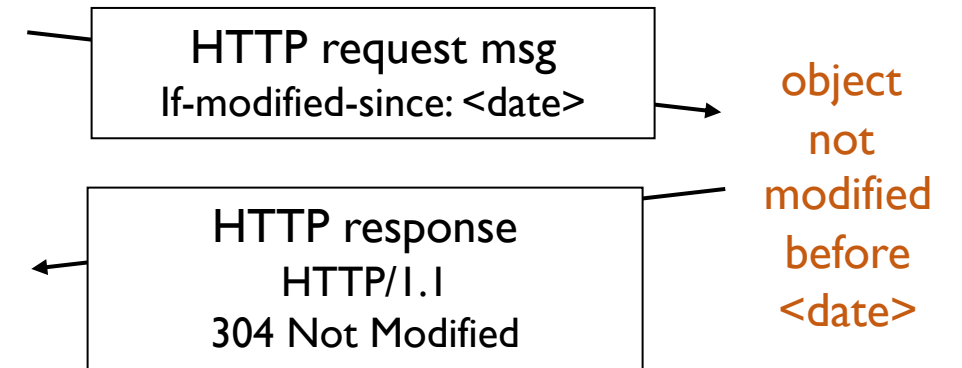 HTTP request msg
If-modified-since: <date>
object
not
modified
before
<date>
HTTP response
HTTP/1.1
304 Not Modified